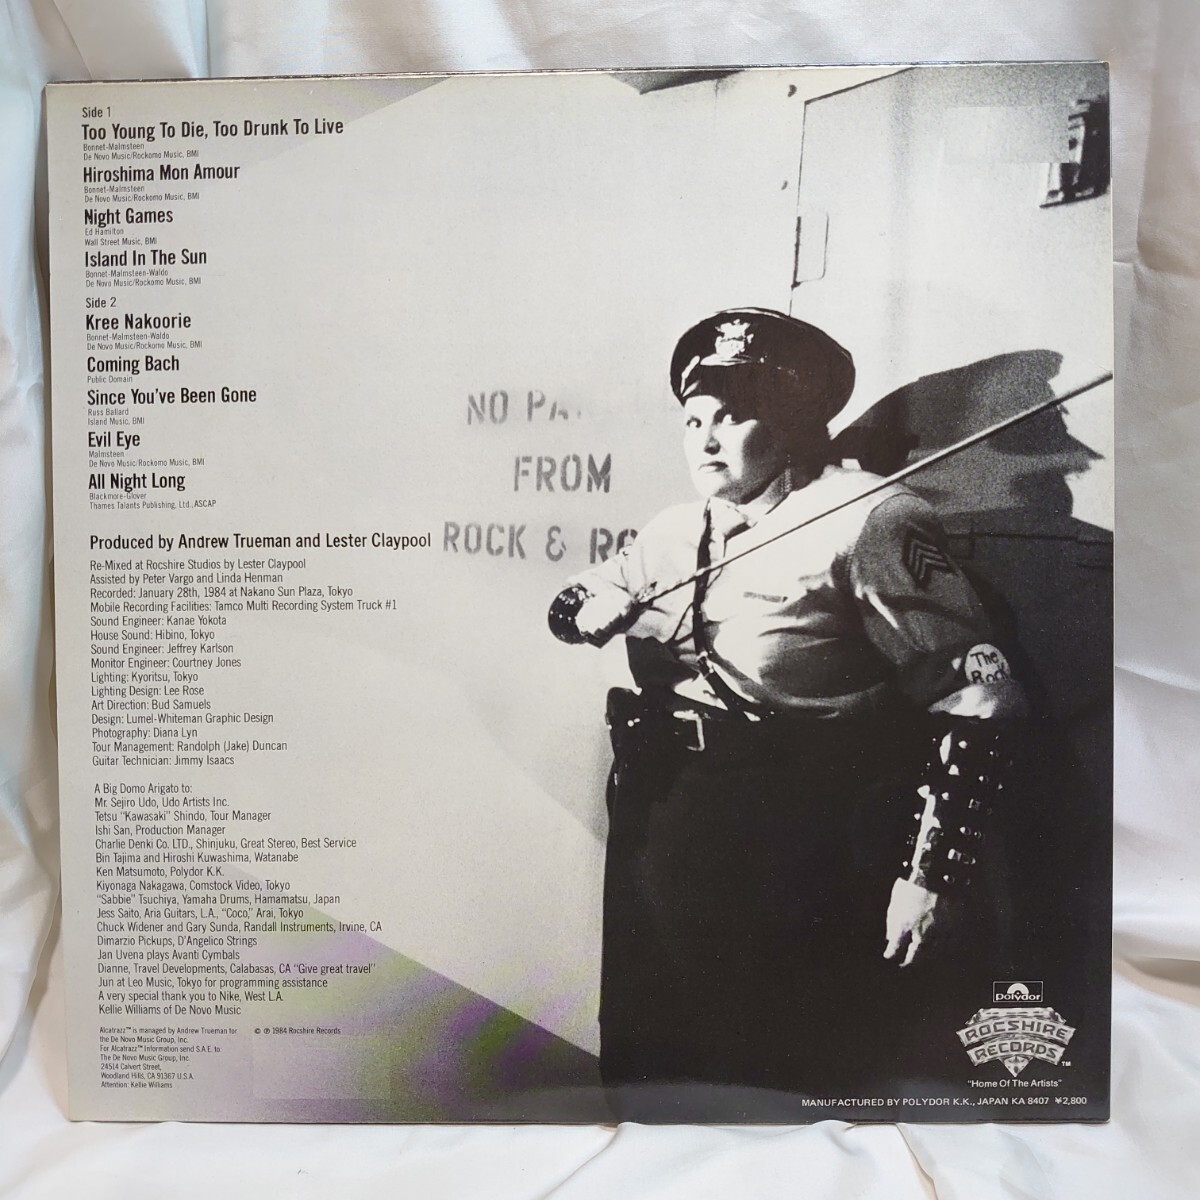 Side 1
Too Young To Die, Too Drunk To Live
Bonnet-Malmsteen
De Novo Music/Rockomo Music, BMI
Hiroshima Mon Amour
Bonnet-Malmsteen
De Novo Music/Rockomo Music, BMI
Night Games
Ed Hamilton
Wall Street Music, BMI
Island In The Sun
Bonnet-Malmsteen-Waldo
De Novo Music/Rockomo Music, BMI
Side 2
Kree Nakoorie
Bonnet-Malmsteen-Waldo
De Novo Music/Rockomo Music, BMI
Coming Bach
Public Domain
Since You've Been Gone
Russ Ballard
Island Music, BMI
Evil Eye
Malmsteen
De Novo Music/Rockomo Music, BMI
All Night Long
Blackmore-Glover
Thames Talants Publishing, Ltd., ASCAP
Produced by Andrew Trueman and Lester Claypool
Re-Mixed at Rocshire Studios by Lester Claypool
Assisted by Peter Vargo and Linda Henman
Recorded: January 28th, 1984 at Nakano Sun Plaza, Tokyo
Mobile Recording Facilities: Tamco Multi Recording System Truck #1
Sound Engineer: Kanae Yokota
House Sound: Hibino, Tokyo
Sound Engineer: Jeffrey Karlson
Monitor Engineer: Courtney Jones
Lighting: Kyoritsu, Tokyo
Lighting Design: Lee Rose
Art Direction: Bud Samuels
Design: Lumel-Whiteman Graphic Design
Photography: Diana Lyn
Tour Management: Randolph (Jake) Duncan
Guitar Technician: Jimmy Isaacs
A Big Domo Arigato to:
Mr. Sejiro Udo, Udo Artists Inc.
Tetsu "Kawasaki" Shindo, Tour Manager
Ishi San, Production Manager
Charlie Denki Co. LTD., Shinjuku, Great Stereo, Best Service
Bin Tajima and Hiroshi Kuwashima, Watanabe
Ken Matsumoto, Polydor K.K.
Kiyonaga Nakagawa, Comstock Video, Tokyo
"Sabbie" Tsuchiya, Yamaha Drums, Hamamatsu, Japan
Jess Saito, Aria Guitars, L.A., "Coco," Arai, Tokyo
Chuck Widener and Gary Sunda, Randall Instruments, Irvine, CA
Dimarzio Pickups, D'Angelico Strings
Jan Uvena plays Avanti Cymbals
Dianne, Travel Developments, Calabasas, CA "Give great travel"
Jun at Leo Music, Tokyo for programming assistance
A very special thank you to Nike, West L.A.
Kellie Williams of De Novo Music
Alcatrazz™ is managed by Andrew Trueman for
the De Novo Music Group, Inc.
For Alcatrazz™ Information send S.A.E. to:
The De Novo Music Group, Inc.
24514 Calvert Street,
Woodland Hills, CA 91367 U.S.A.
Attention: Kellie Williams
© ℗ 1984 Rocshire Records
NO PA
FROM
ROCK & RO
The
Rock
polydor
ROCSHIRE
RECORDS
TM
"Home Of The Artists"
MANUFACTURED BY POLYDOR K.K., JAPAN KA 8407 ¥2,800